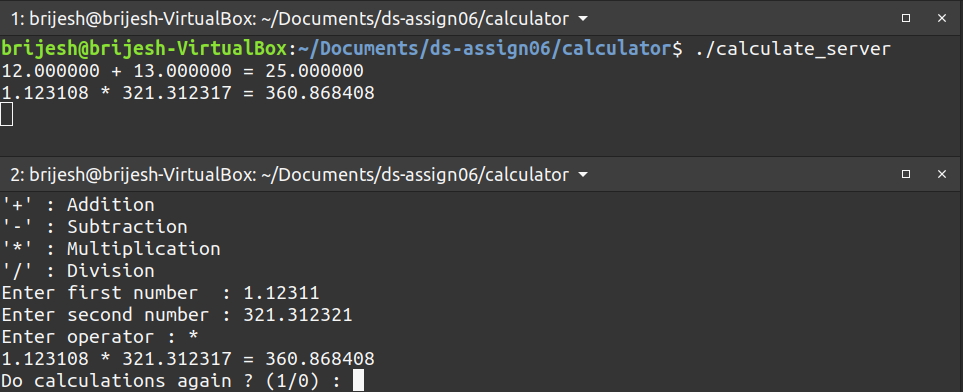 1: brijesh@brijesh-VirtualBox: ~/Documents/ds-assign06/calculator
brijesh@brijesh-VirtualBox:~/Documents/ds-assign06/calculator$ ./calculate_server
12.000000 + 13.000000 = 25.000000
1.123108 * 321.312317 = 360.868408
2: brijesh@brijesh-VirtualBox: ~/Documents/ds-assign06/calculator
'+' : Addition
'-' : Subtraction
'*' : Multiplication
'/' : Division
Enter first number  : 1.12311
Enter second number : 321.312321
Enter operator : *
1.123108 * 321.312317 = 360.868408
Do calculations again ? (1/0) :